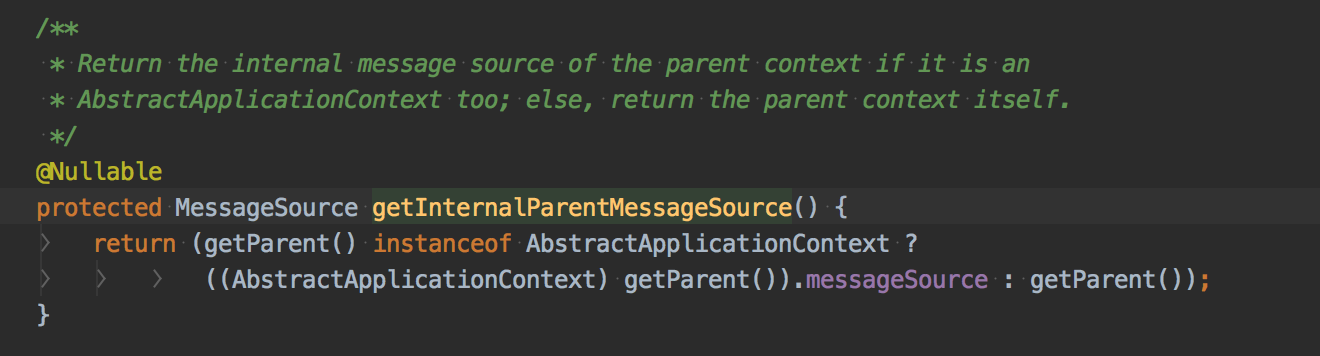 /**
 * Return the internal message source of the parent context if it is an
 * AbstractApplicationContext too; else, return the parent context itself.
 */
@Nullable
protected MessageSource getInternalParentMessageSource() {
    return (getParent() instanceof AbstractApplicationContext ?
            ((AbstractApplicationContext) getParent()).messageSource : getParent());
}